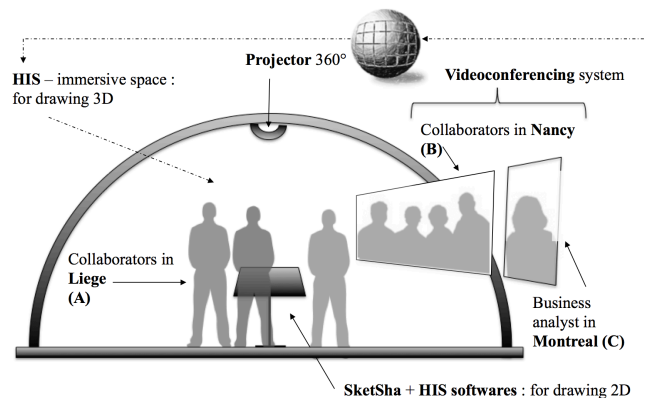 Projector 360°
HIS – immersive space :
for drawing 3D
Videoconferencing system
Collaborators in Nancy
(B)
Collaborators in
Liege
(A)
Business
analyst in
Montreal (C)
SketSha + HIS softwares : for drawing 2D